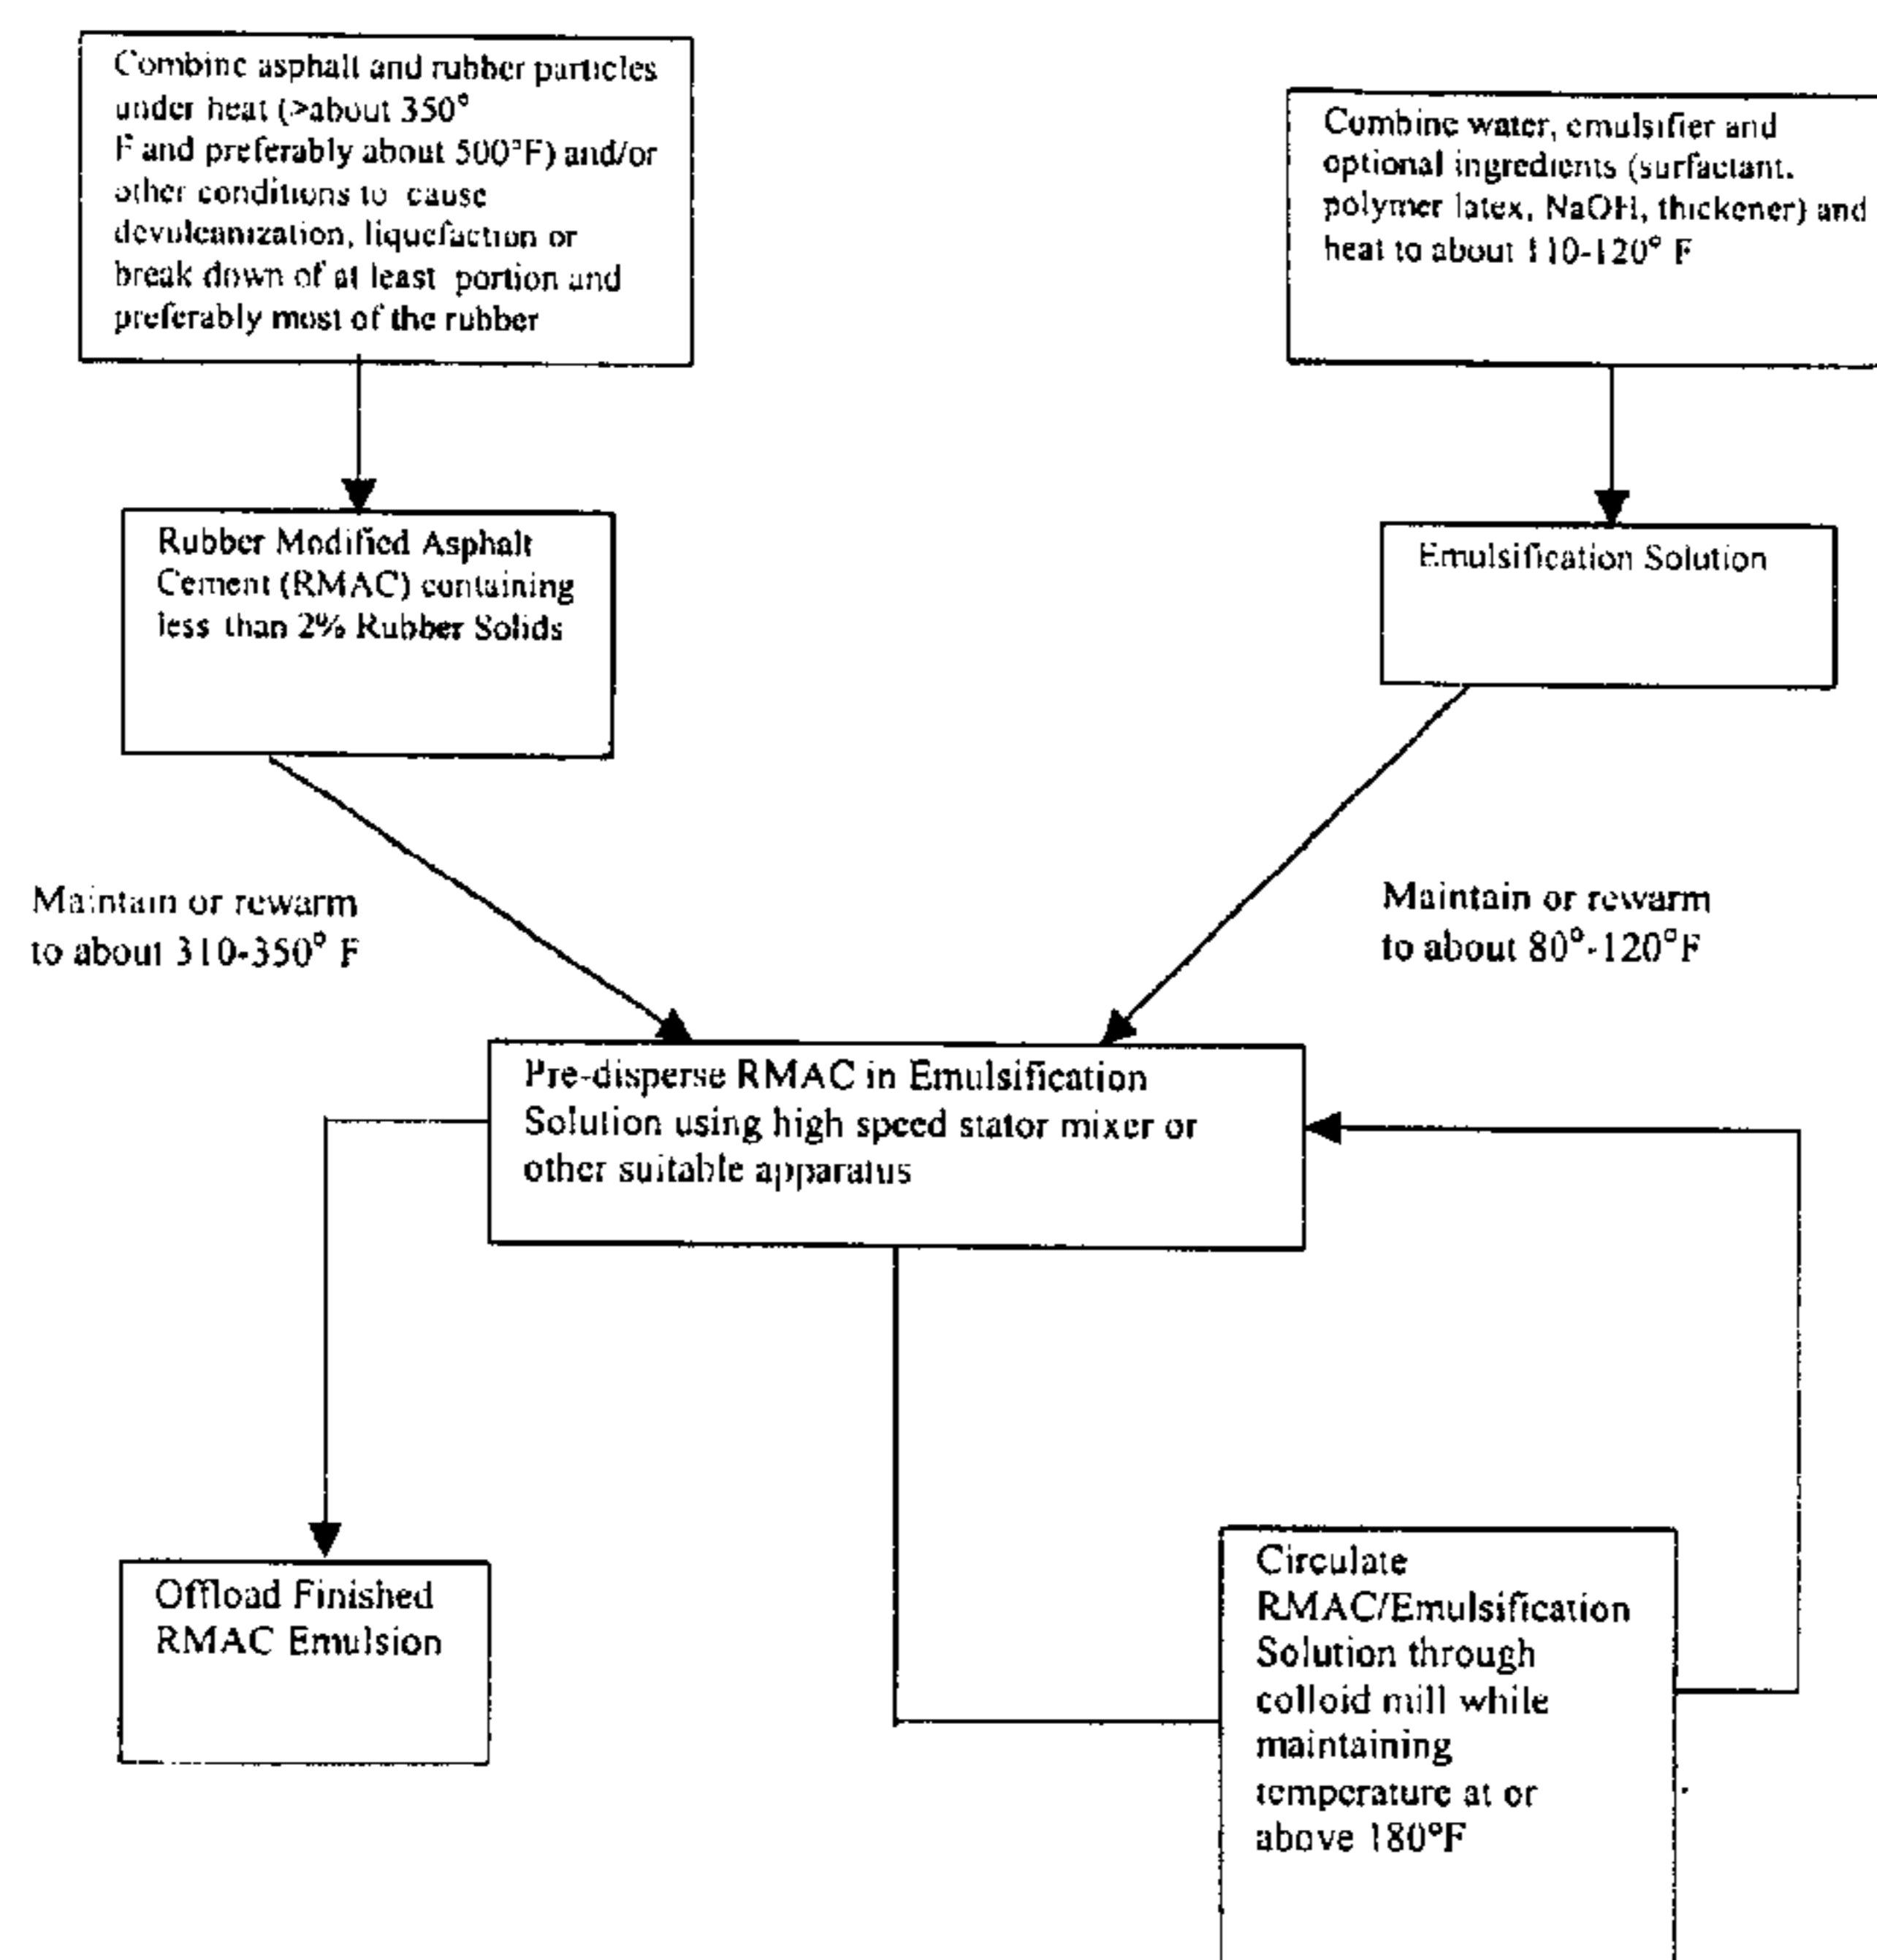 Combine asphalt and rubber particles
under heat (>about 350°
F and preferably about 500°F) and/or
other conditions to cause
devulcanization, liquefaction or
break down of at least portion and
preferably most of the rubber
Combine water, emulsifier and
optional ingredients (surfactant,
polymer latex, NaOH, thickener) and
heat to about 110-120° F
Rubber Modified Asphalt
Cement (RMAC) containing
less than 2% Rubber Solids
Emulsification Solution
Maintain or rewarm
to about 310-350° F
Maintain or rewarm
to about 80°-120°F
Pre-disperse RMAC in Emulsification
Solution using high speed stator mixer or
other suitable apparatus
Offload Finished
RMAC Emulsion
Circulate
RMAC/Emulsification
Solution through
colloid mill while
maintaining
temperature at or
above 180°F